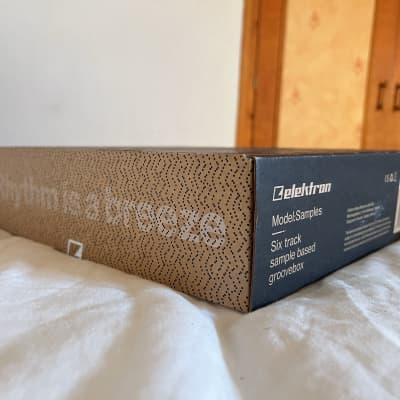 Rhythm is a breeze
elektron
Model:Samples
Six track
sample based
groovebox